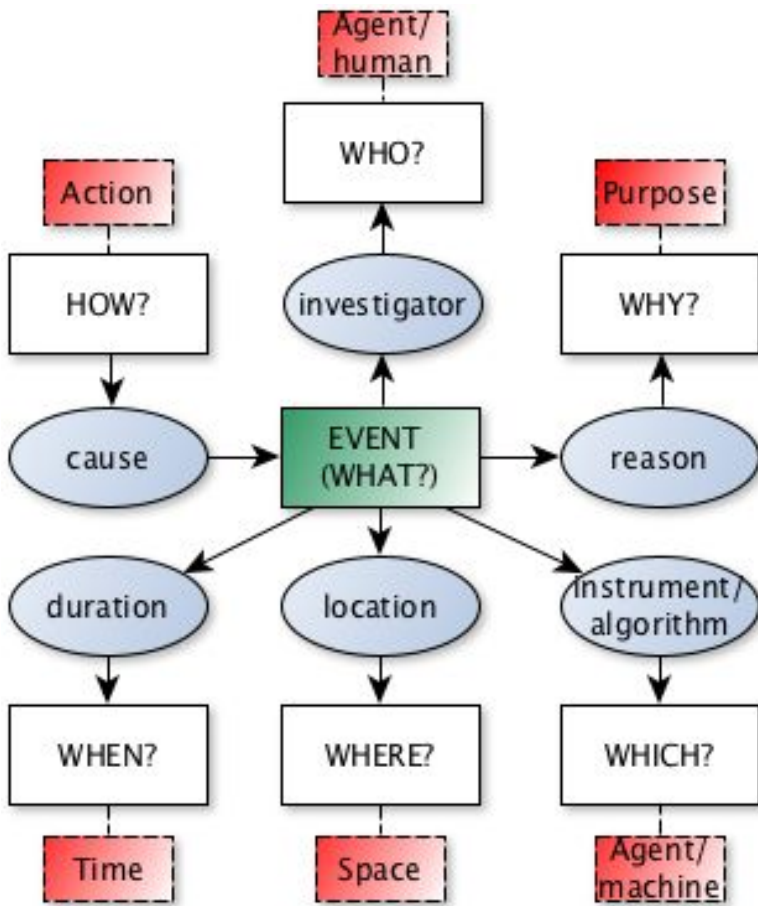 Agent/
human
WHO?
Action
Purpose
HOW?
investigator
WHY?
cause
EVENT
(WHAT?)
reason
duration
location
instrument/
algorithm
WHEN?
WHERE?
WHICH?
Time
Space
Agent/
machine